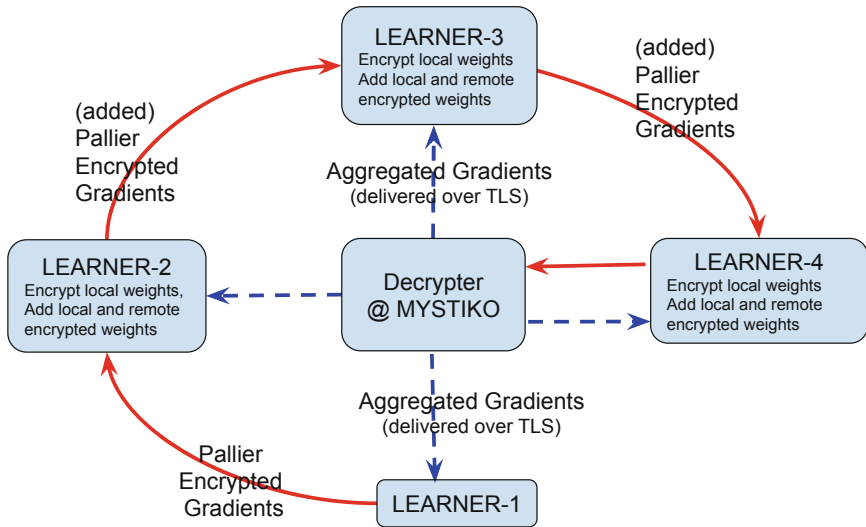 LEARNER-3
Encrypt local weights
Add local and remote
encrypted weights
(added)
Pallier
Encrypted
Gradients
(added)
Pallier
Encrypted
Gradients
Aggregated Gradients
(delivered over TLS)
LEARNER-2
Encrypt local weights,
Add local and remote
encrypted weights
Decrypter
@ MYSTIKO
LEARNER-4
Encrypt local weights
Add local and remote
encrypted weights
Aggregated Gradients
(delivered over TLS)
Pallier
Encrypted
Gradients
LEARNER-1